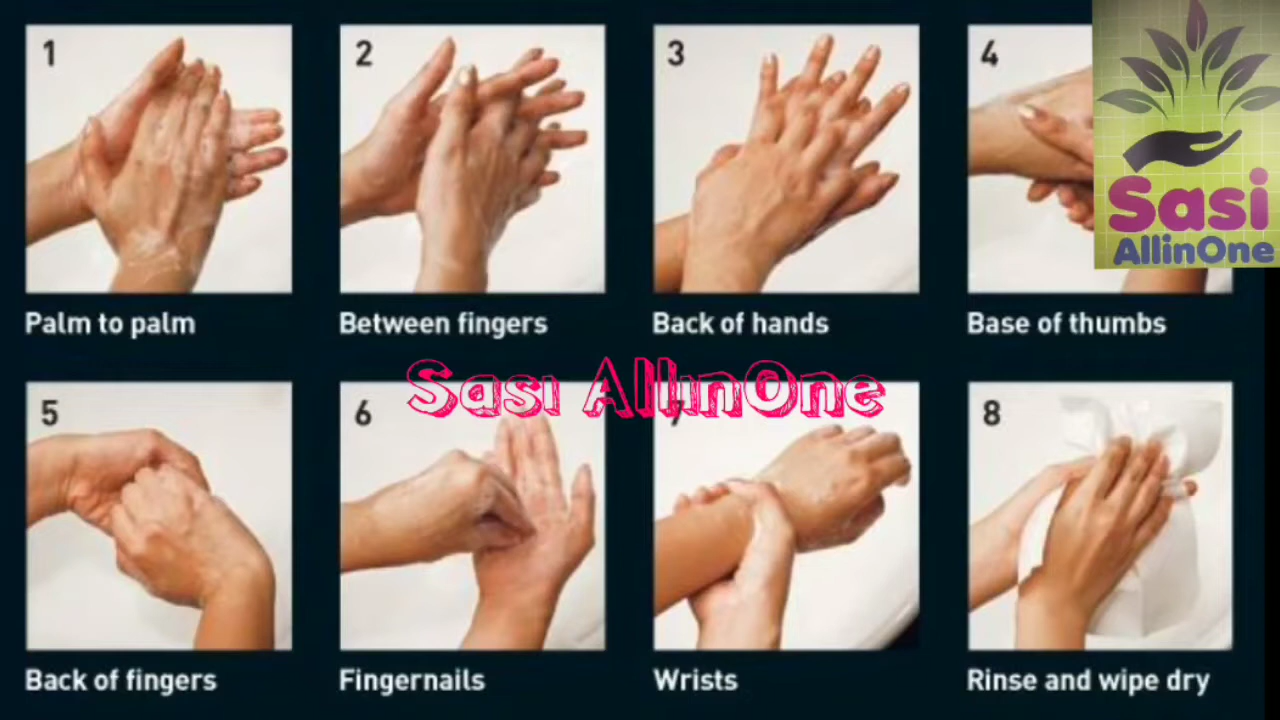 1
2
3
4
Sasi
AllinOne
Palm to palm
Between fingers
Back of hands
Base of thumbs
Sasi AllinOne
5
6
7
8
Back of fingers
Fingernails
Wrists
Rinse and wipe dry